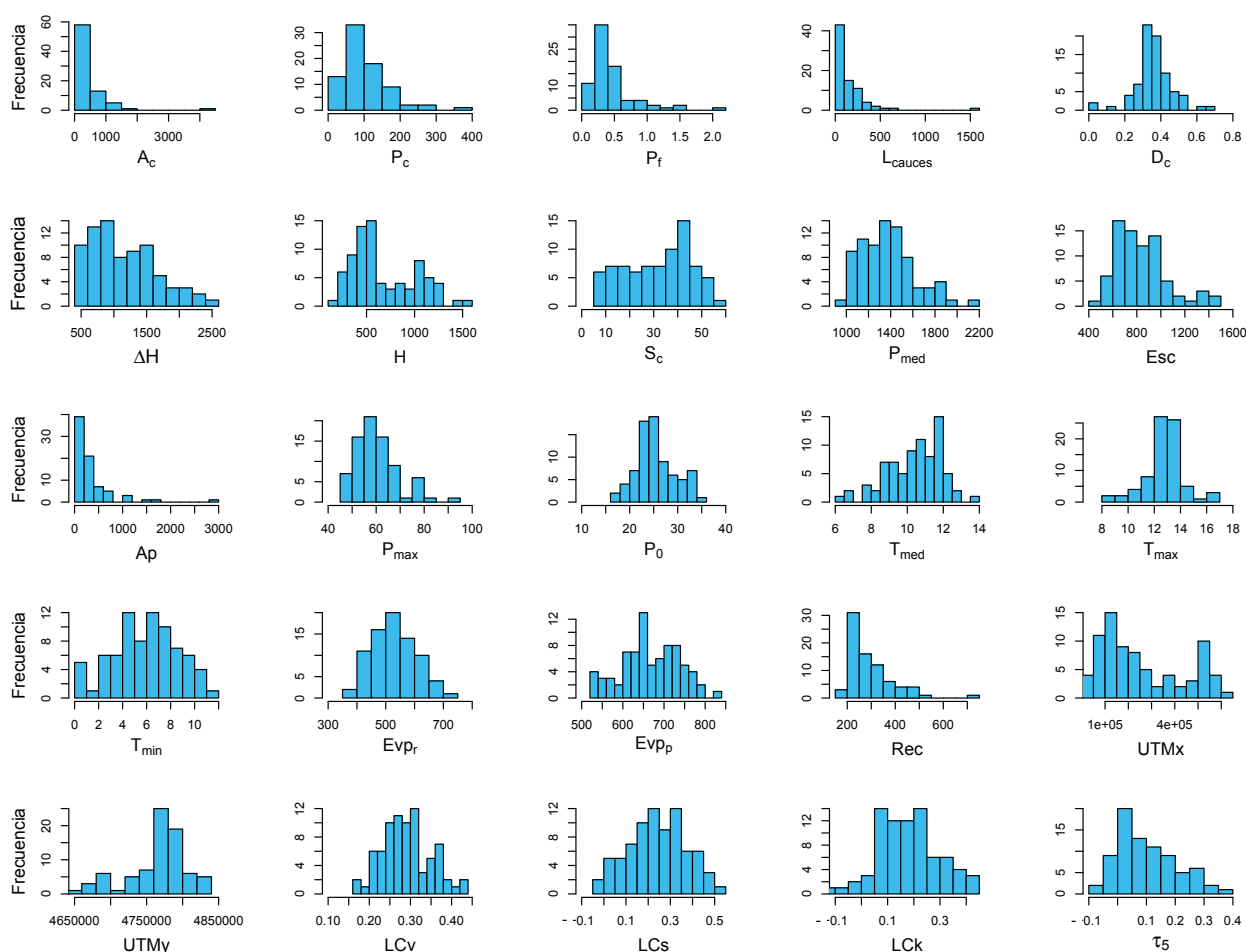 Frecuencia
0 20 40 60
0 1000 3000
A_c
0 10 20 30
0 100 200 300 400
P_c
0 5 15 25
0.0 0.5 1.0 1.5 2.0
P_f
0 10 20 30 40
0 500 1000 1500
L_cauces
0 5 10 20
0.0 0.2 0.4 0.6 0.8
D_c
Frecuencia
0 4 8 12
500 1500 2500
ΔH
0 5 10 15
500 1000 1500
H
0 5 10 15
0 10 30 50
S_c
0 4 8 12
1000 1400 1800 2200
P_med
0 5 10 15
400 800 1200 1600
Esc
Frecuencia
0 10 30
0 1000 2000 3000
Ap
0 5 10 15
40 60 80 100
P_max
0 5 10 15
10 20 30 40
P_0
0 5 10 15
6 8 10 12 14
T_med
0 5 10 20
8 10 12 14 16 18
T_max
Frecuencia
0 4 8 12
0 2 4 6 8 10
T_min
0 5 10 15
300 500 700
Evp_r
0 4 8 12
500 600 700 800
Evp_p
0 10 20 30
200 400 600
Rec
0 5 10 15
1e+05 4e+05
UTMx
Frecuencia
0 5 10 20
4650000 4750000 4850000
UTMy
0 4 8 12
0.10 0.20 0.30 0.40
LCv
0 4 8 12
- -0.1 0.1 0.3 0.5
LCs
0 4 8 12
-0.1 0.1 0.3
LCk
0 5 10 15 20
-0.1 0.1 0.2 0.3 0.4
τ_5